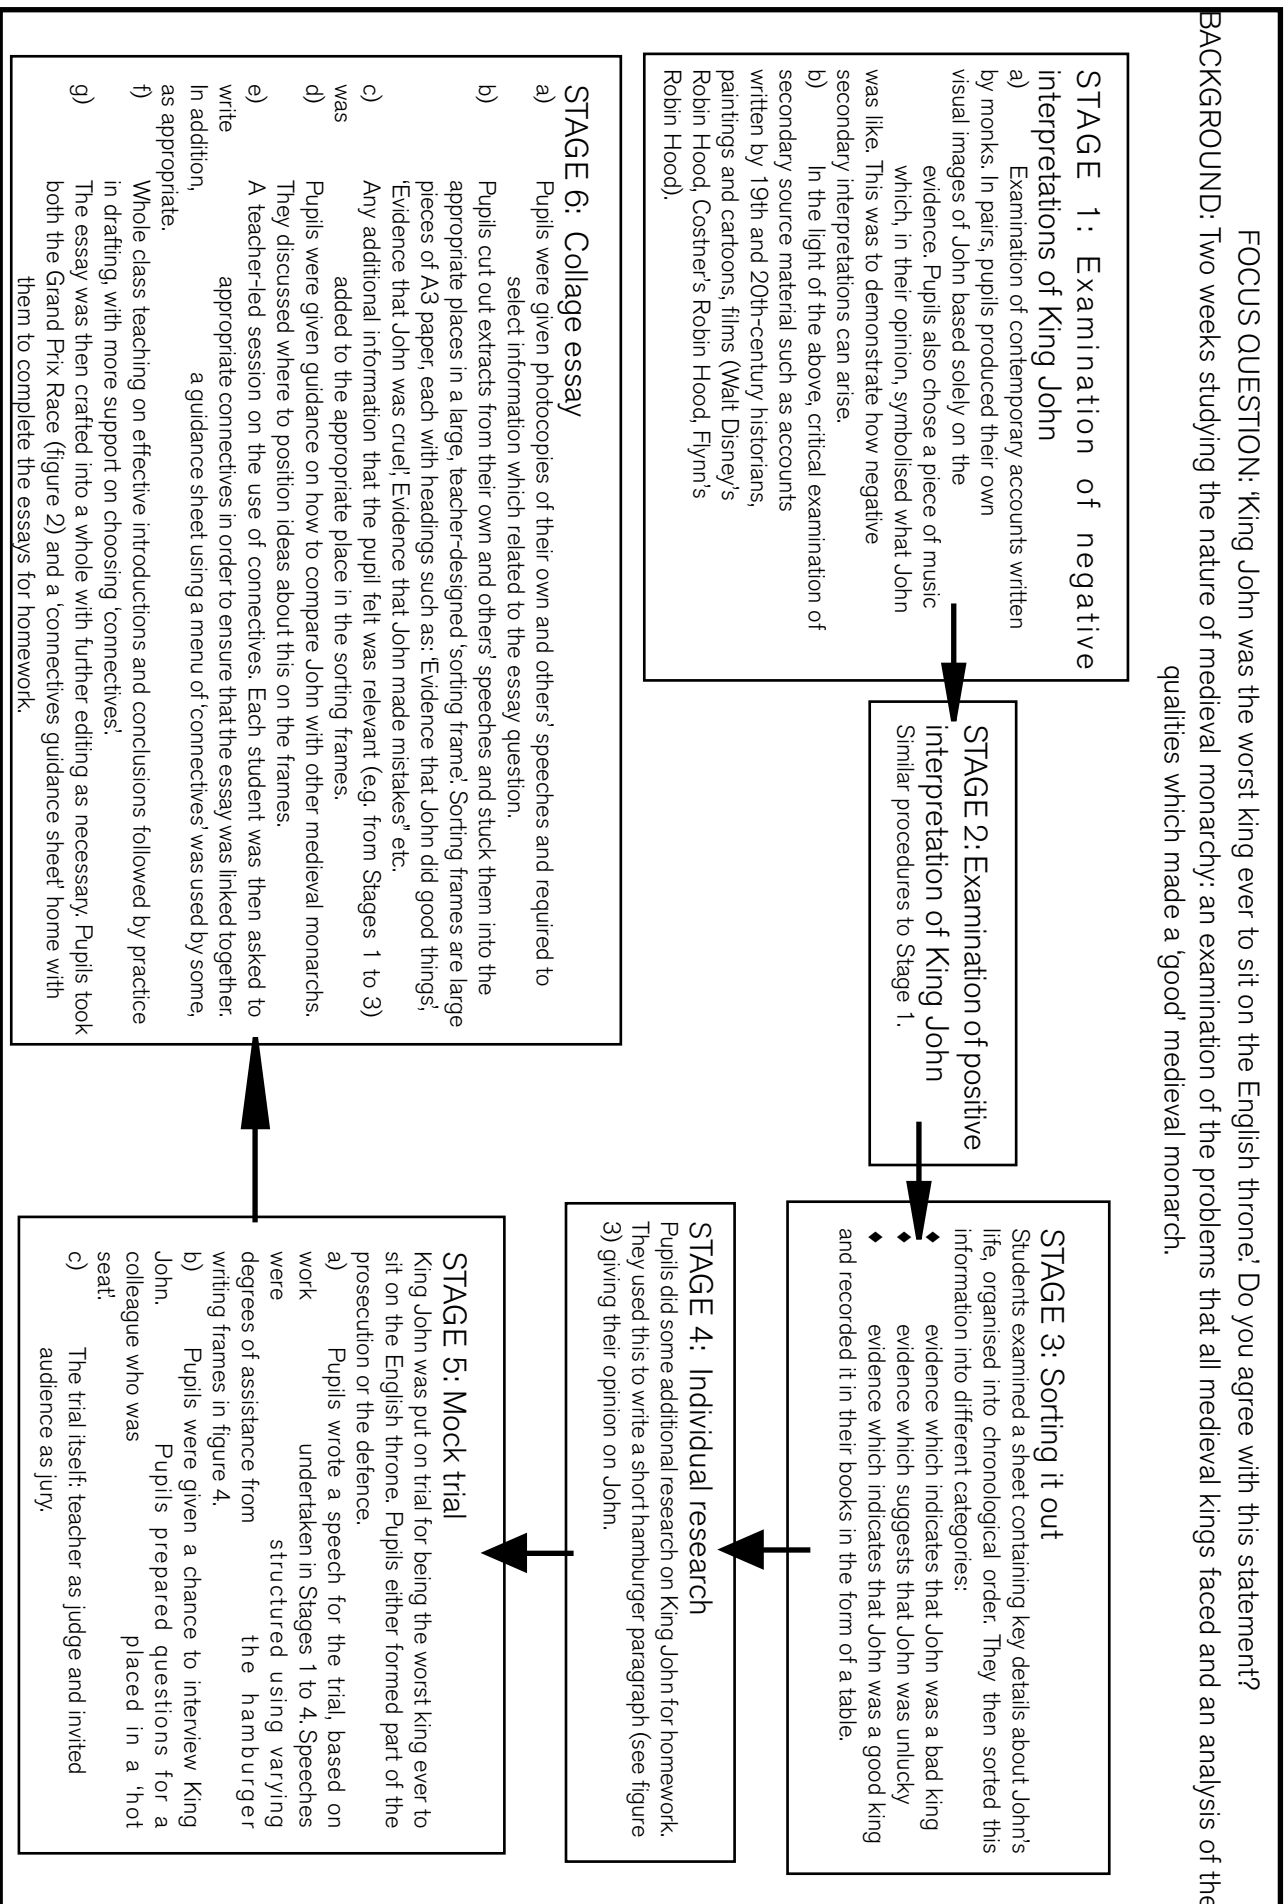 FOCUS QUESTION: ‘King John was the worst king ever to sit on the English throne.’ Do you agree with this statement?
BACKGROUND: Two weeks studying the nature of medieval monarchy: an examination of the problems that all medieval kings faced and an analysis of the
qualities which made a ‘good’ medieval monarch.
STAGE 1: Examination of negative
interpretations of King John
a) Examination of contemporary accounts written
by monks. In pairs, pupils produced their own
visual images of John based solely on the
evidence. Pupils also chose a piece of music
which, in their opinion, symbolised what John
was like. This was to demonstrate how negative
secondary interpretations can arise.
b) In the light of the above, critical examination of
secondary source material such as accounts
written by 19th and 20th-century historians,
paintings and cartoons, films (Walt Disney’s
Robin Hood, Costner’s Robin Hood, Flynn’s
Robin Hood).
STAGE 2: Examination of positive
interpretation of King John
Similar procedures to Stage 1.
STAGE 3: Sorting it out
Students examined a sheet containing key details about John’s
life, organised into chronological order. They then sorted this
information into different categories:
♦ evidence which indicates that John was a bad king
♦ evidence which suggests that John was unlucky
♦ evidence which indicates that John was a good king
and recorded it in their books in the form of a table.
STAGE 4: Individual research
Pupils did some additional research on King John for homework.
They used this to write a short hamburger paragraph (see figure
3) giving their opinion on John.
STAGE 5: Mock trial
King John was put on trial for being the worst king ever to
sit on the English throne. Pupils either formed part of the
prosecution or the defence.
a) Pupils wrote a speech for the trial, based on
work undertaken in Stages 1 to 4. Speeches
were structured using varying
degrees of assistance from the hamburger
writing frames in figure 4.
b) Pupils were given a chance to interview King
John. Pupils prepared questions for a
colleague who was placed in a ‘hot
seat’.
c) The trial itself: teacher as judge and invited
audience as jury.
STAGE 6: Collage essay
a) Pupils were given photocopies of their own and others’ speeches and required to
select information which related to the essay question.
b) Pupils cut out extracts from their own and others’ speeches and stuck them into the
appropriate places in a large, teacher-designed ‘sorting frame’. Sorting frames are large
pieces of A3 paper, each with headings such as: ‘Evidence that John did good things’,
‘Evidence that John was cruel’, Evidence that John made mistakes” etc.
c) Any additional information that the pupil felt was relevant (e.g. from Stages 1 to 3)
was added to the appropriate place in the sorting frames.
d) Pupils were given guidance on how to compare John with other medieval monarchs.
They discussed where to position ideas about this on the frames.
e) A teacher-led session on the use of connectives. Each student was then asked to
write appropriate connectives in order to ensure that the essay was linked together.
In addition, a guidance sheet using a menu of ‘connectives’ was used by some,
as appropriate.
f) Whole class teaching on effective introductions and conclusions followed by practice
in drafting, with more support on choosing ‘connectives’.
g) The essay was then crafted into a whole with further editing as necessary. Pupils took
both the Grand Prix Race (figure 2) and a ‘connectives guidance sheet’ home with
them to complete the essays for homework.